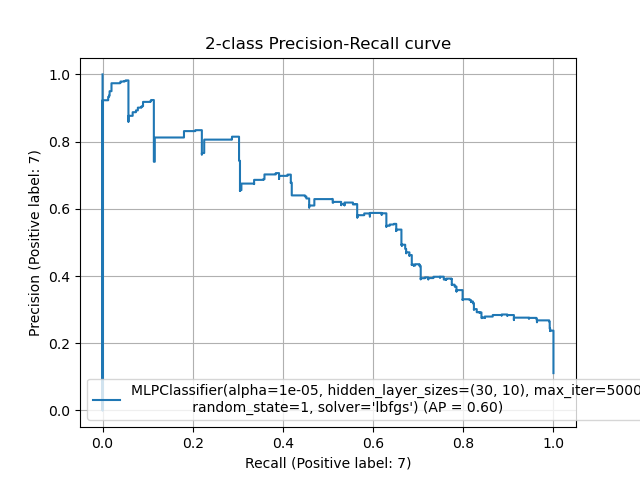 2-class Precision-Recall curve
1.0
0.8
0.6
0.4
0.2
0.0
Precision (Positive label: 7)
MLPClassifier(alpha=1e-05, hidden_layer_sizes=(30, 10), max_iter=5000
random_state=1, solver='lbfgs') (AP = 0.60)
0.0 0.2 0.4 0.6 0.8 1.0
Recall (Positive label: 7)